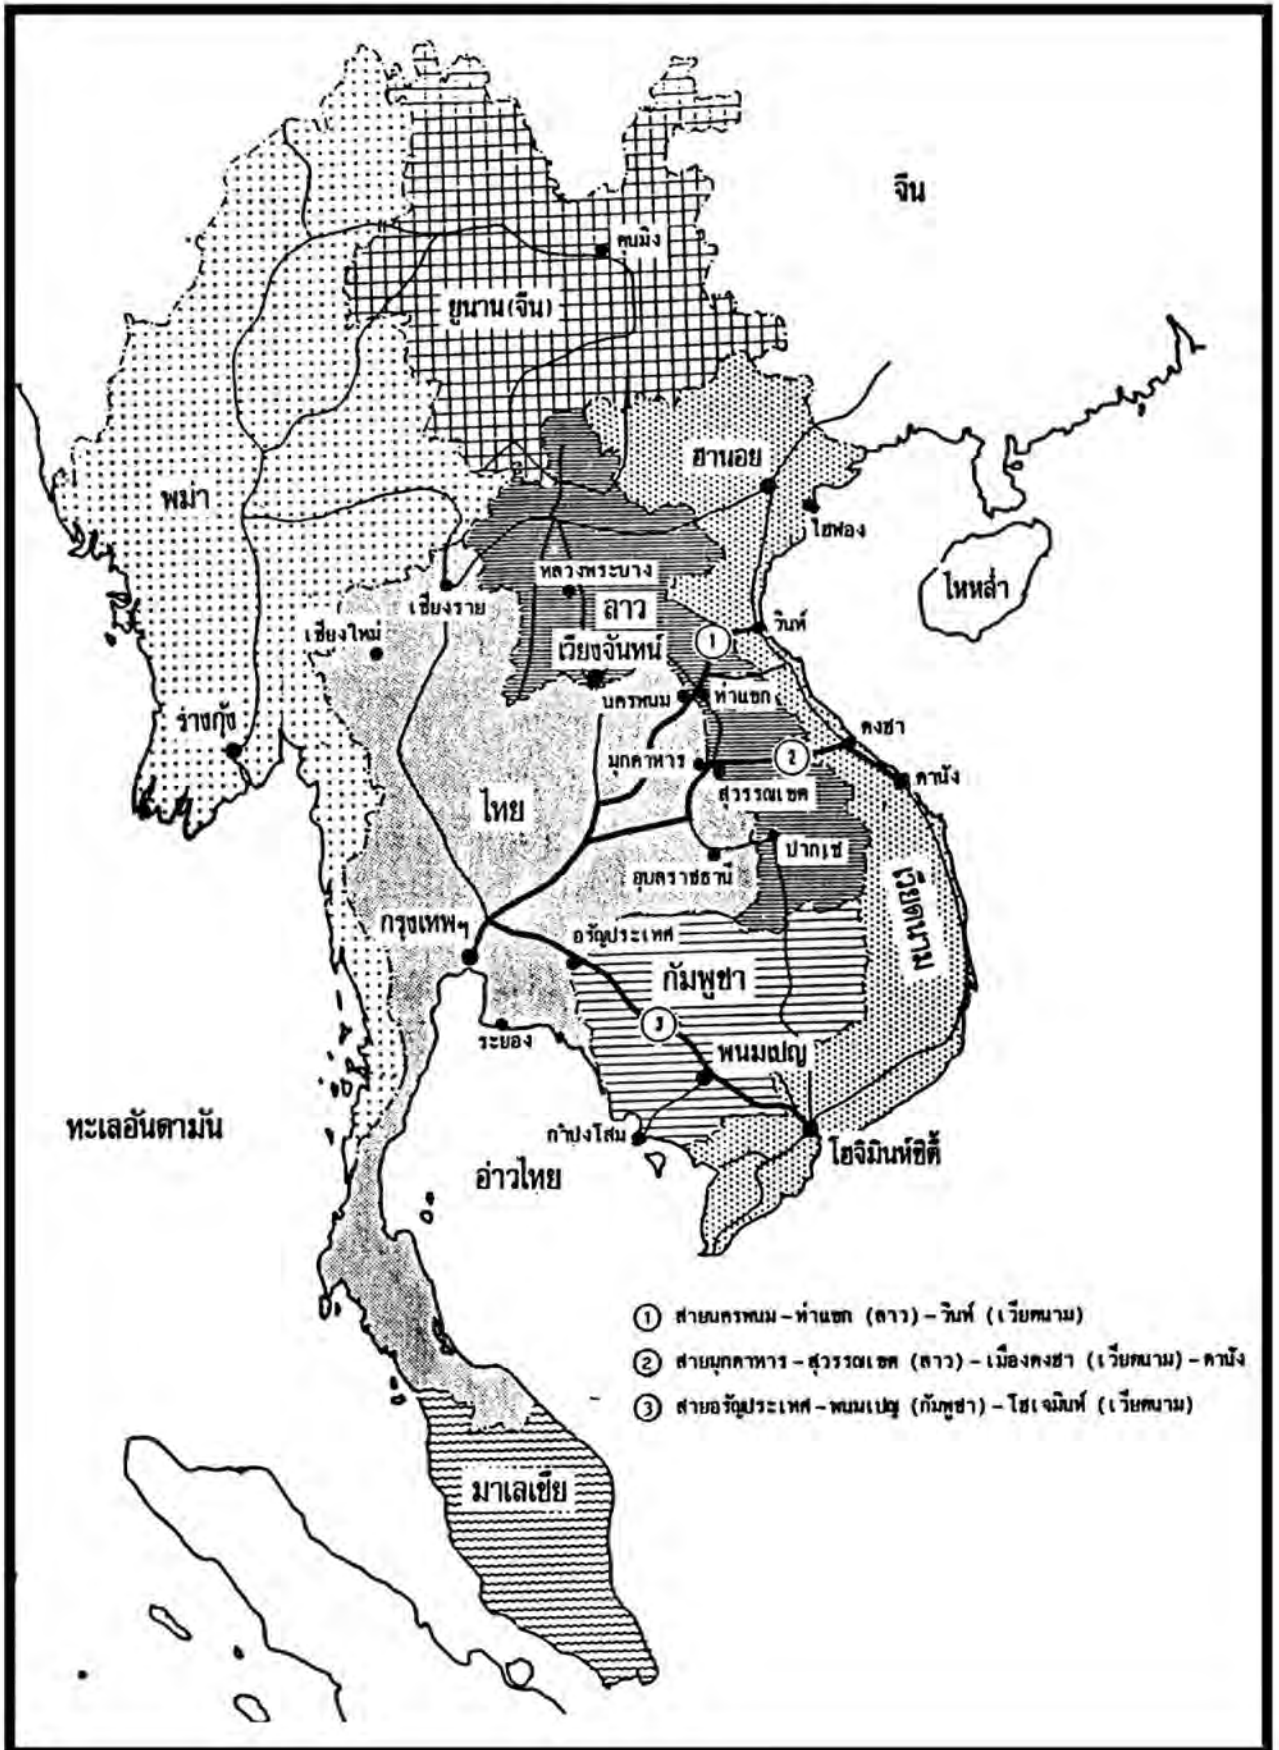 จีน
คุนมิง
ยูนาน(จีน)
ฮานอย
พม่า
ไฮฟอง
หลวงพระบาง
ไหหลำ
เชียงราย
ลาว
วินห์
เชียงใหม่
1
เวียงจันทน์
นครพนม
ท่าแขก
ร่างกุ้ง
ดงฮา
มุกดาหาร
2
ดานัง
สุวรรณเขต
ไทย
ปากเซ
อุบลราชธานี
เวียดนาม
กรุงเทพฯ
อรัญประเทศ
กัมพูชา
3
ระยอง
พนมเปญ
ทะเลอันดามัน
กำปงโสม
โฮจิมินห์ซิตี้
อ่าวไทย
1 สายนครพนม-ท่าแขก (ลาว)-วินห์ (เวียดนาม)
2 สายมุกดาหาร-สุวรรณเขต (ลาว)-เมืองดงฮา (เวียดนาม)-ดานัง
3 สายอรัญประเทศ-พนมเปญ (กัมพูชา)-โฮเจมินห์ (เวียดนาม)
มาเลเซีย